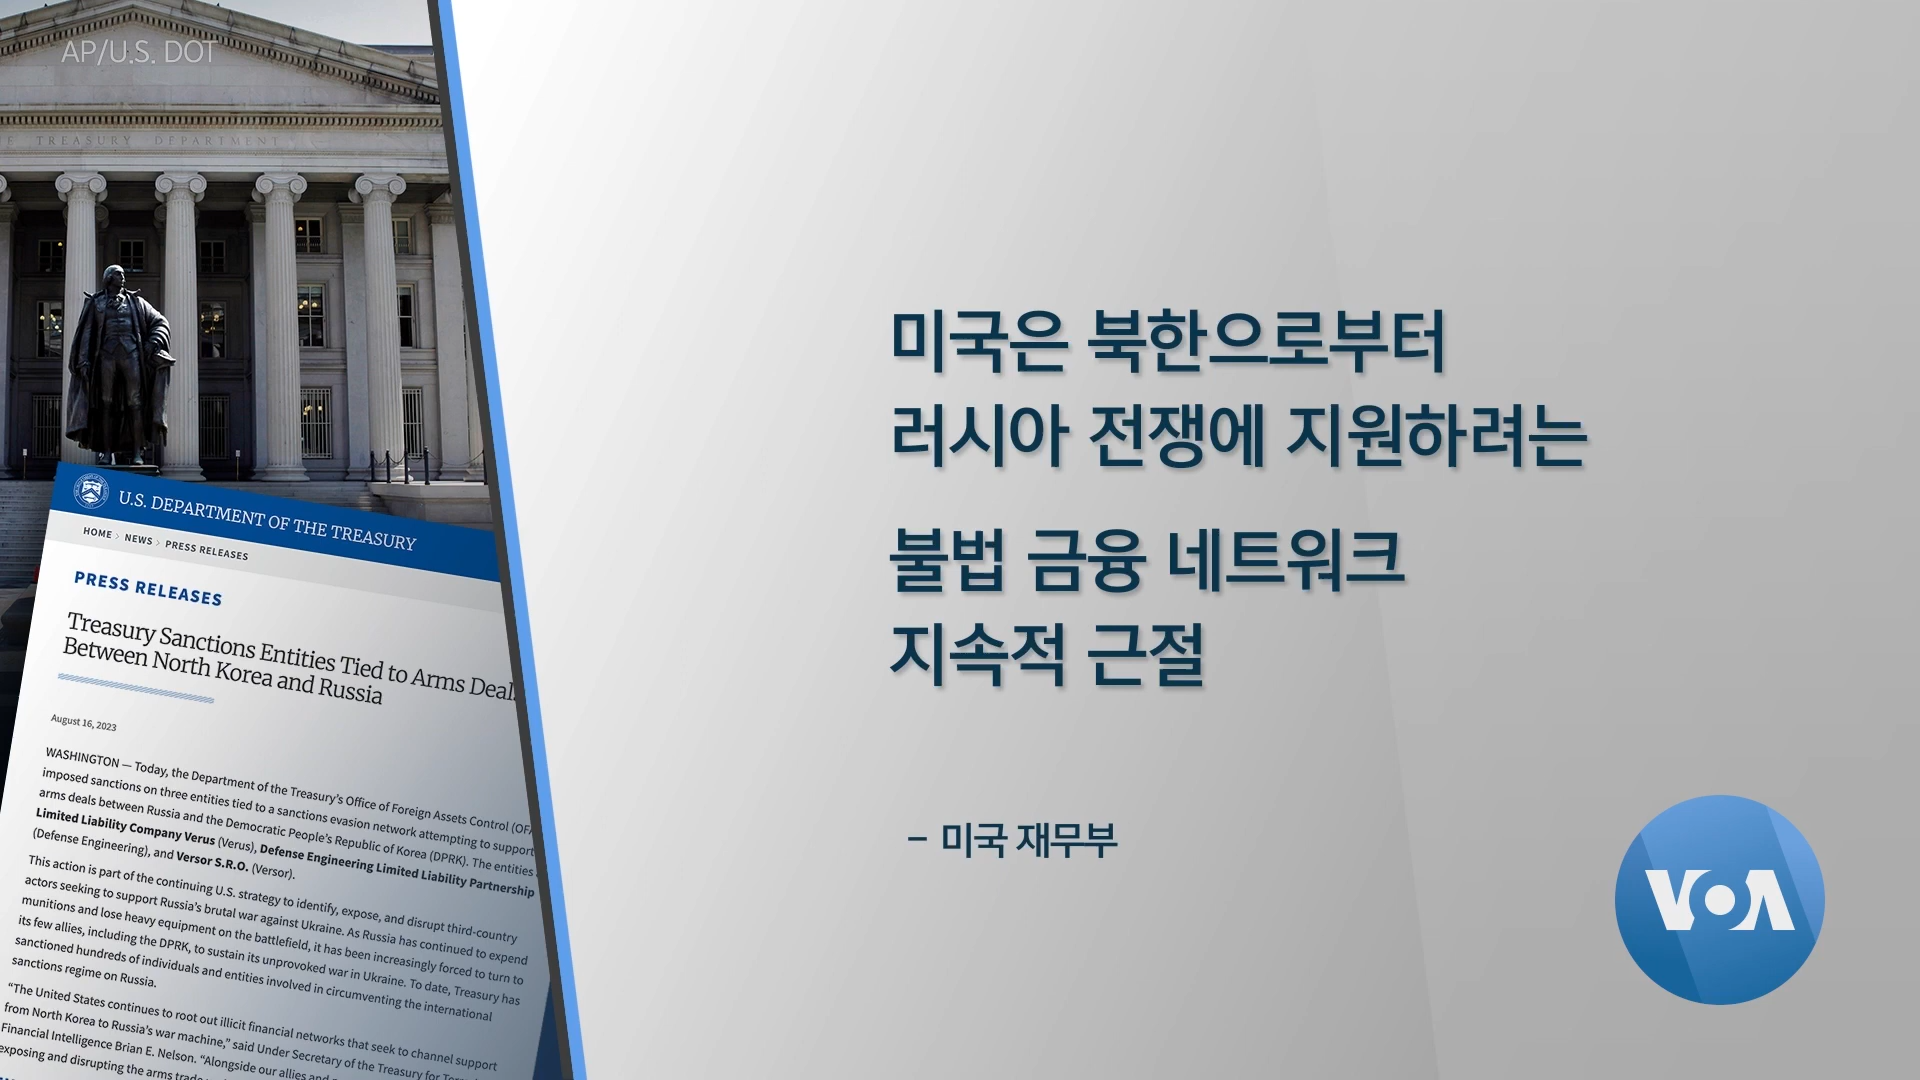 AP/U.S. DOT
TREASURY DEPARTMENT
U.S. DEPARTMENT OF THE TREASURY
HOME › NEWS › PRESS RELEASES
PRESS RELEASES
Treasury Sanctions Entities Tied to Arms Deals
Between North Korea and Russia
August 16, 2023
WASHINGTON — Today, the Department of the Treasury’s Office of Foreign Assets Control (OFA
imposed sanctions on three entities tied to a sanctions evasion network attempting to support
arms deals between Russia and the Democratic People’s Republic of Korea (DPRK). The entities
Limited Liability Company Verus (Verus), Defense Engineering Limited Liability Partnership
(Defense Engineering), and Versor S.R.O. (Versor).
This action is part of the continuing U.S. strategy to identify, expose, and disrupt third-country
actors seeking to support Russia’s brutal war against Ukraine. As Russia has continued to expend
munitions and lose heavy equipment on the battlefield, it has been increasingly forced to turn to
its few allies, including the DPRK, to sustain its unprovoked war in Ukraine. To date, Treasury has
sanctioned hundreds of individuals and entities involved in circumventing the international
sanctions regime on Russia.
“The United States continues to root out illicit financial networks that seek to channel support
from North Korea to Russia’s war machine,” said Under Secretary of the Treasury for
Financial Intelligence Brian E. Nelson. “Alongside our allies and
exposing and disrupting the arms trade
미국은 북한으로부터
러시아 전쟁에 지원하려는
불법 금융 네트워크
지속적 근절
– 미국 재무부
VOA